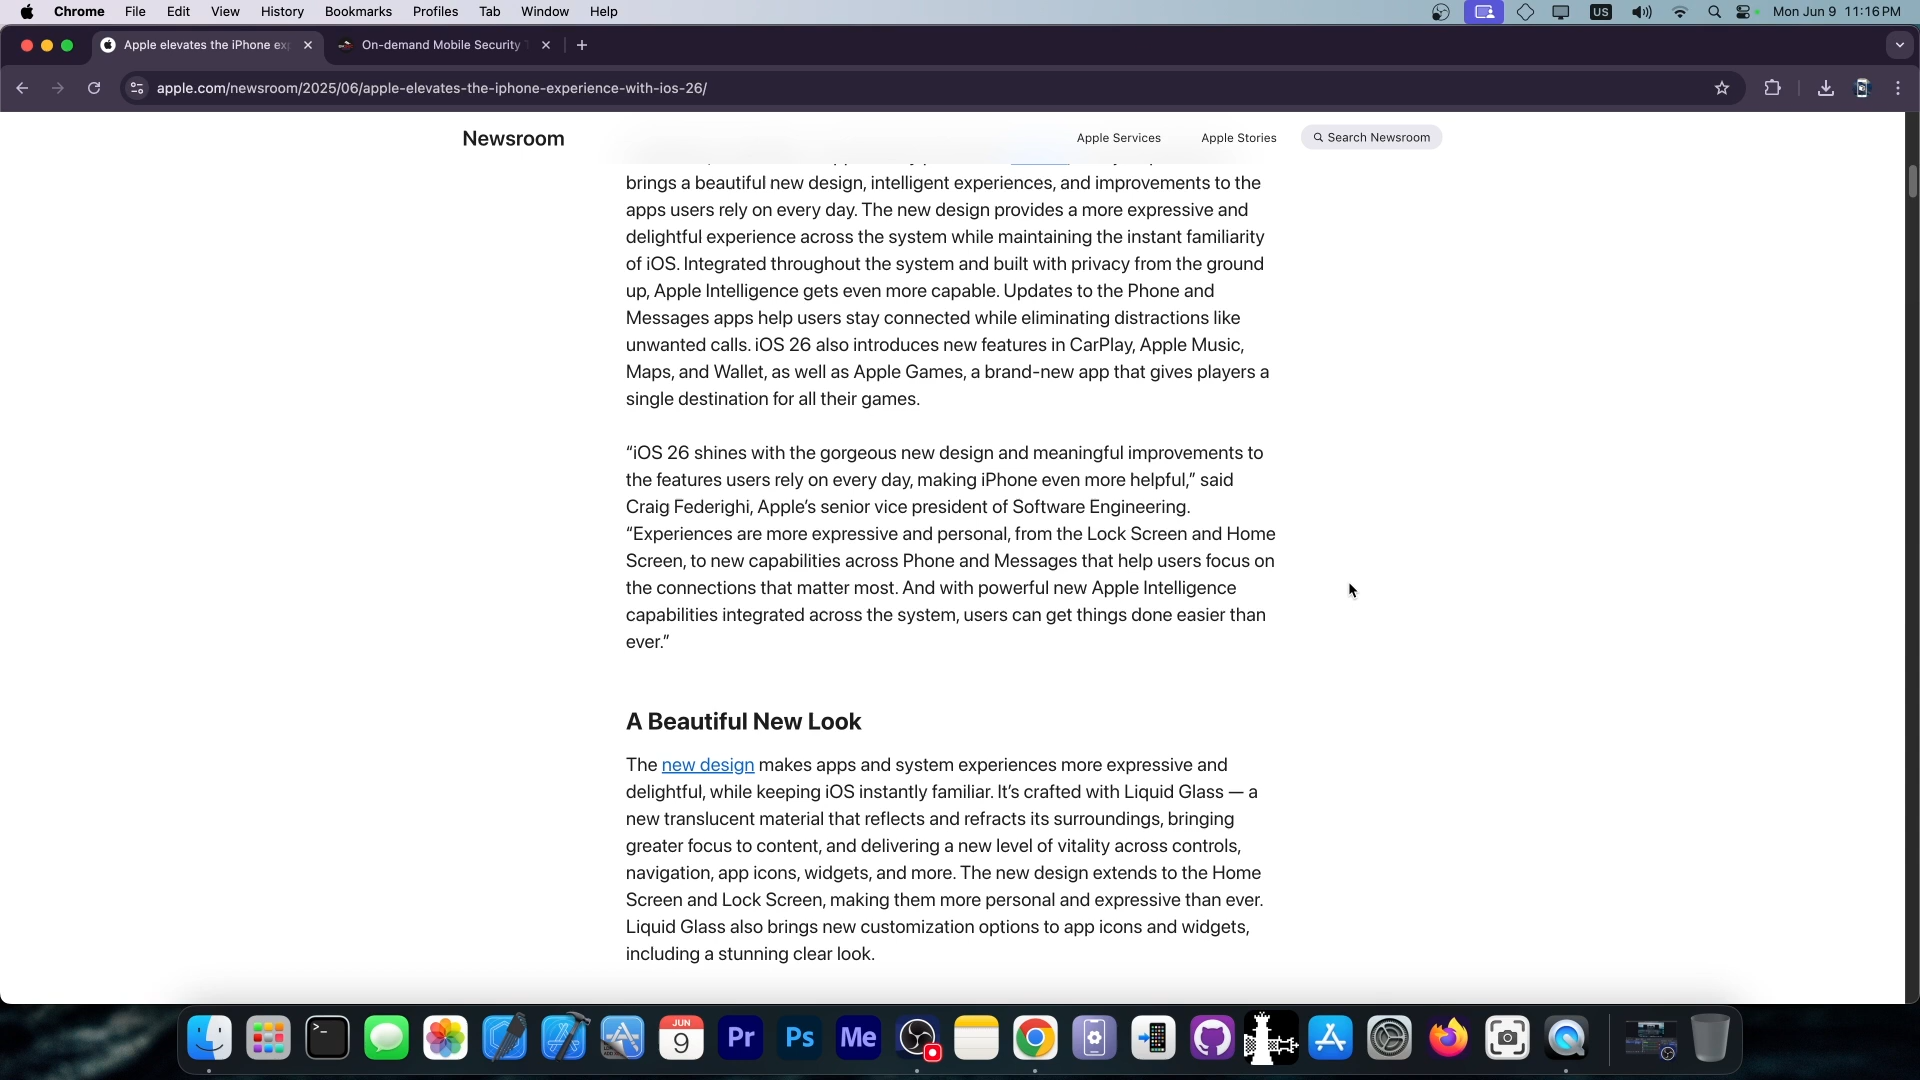 Chrome File Edit View History Bookmarks Profiles Tab Window Help US Mon Jun 9 11:16 PM
Apple elevates the iPhone ex On-demand Mobile Security
apple.com/newsroom/2025/06/apple-elevates-the-iphone-experience-with-ios-26/
Newsroom Apple Services Apple Stories Search Newsroom
brings a beautiful new design, intelligent experiences, and improvements to the
apps users rely on every day. The new design provides a more expressive and
delightful experience across the system while maintaining the instant familiarity
of iOS. Integrated throughout the system and built with privacy from the ground
up, Apple Intelligence gets even more capable. Updates to the Phone and
Messages apps help users stay connected while eliminating distractions like
unwanted calls. iOS 26 also introduces new features in CarPlay, Apple Music,
Maps, and Wallet, as well as Apple Games, a brand-new app that gives players a
single destination for all their games.
“iOS 26 shines with the gorgeous new design and meaningful improvements to
the features users rely on every day, making iPhone even more helpful,” said
Craig Federighi, Apple’s senior vice president of Software Engineering.
“Experiences are more expressive and personal, from the Lock Screen and Home
Screen, to new capabilities across Phone and Messages that help users focus on
the connections that matter most. And with powerful new Apple Intelligence
capabilities integrated across the system, users can get things done easier than
ever.”
A Beautiful New Look
The new design makes apps and system experiences more expressive and
delightful, while keeping iOS instantly familiar. It’s crafted with Liquid Glass — a
new translucent material that reflects and refracts its surroundings, bringing
greater focus to content, and delivering a new level of vitality across controls,
navigation, app icons, widgets, and more. The new design extends to the Home
Screen and Lock Screen, making them more personal and expressive than ever.
Liquid Glass also brings new customization options to app icons and widgets,
including a stunning clear look.
JUN
9
Pr Ps Me